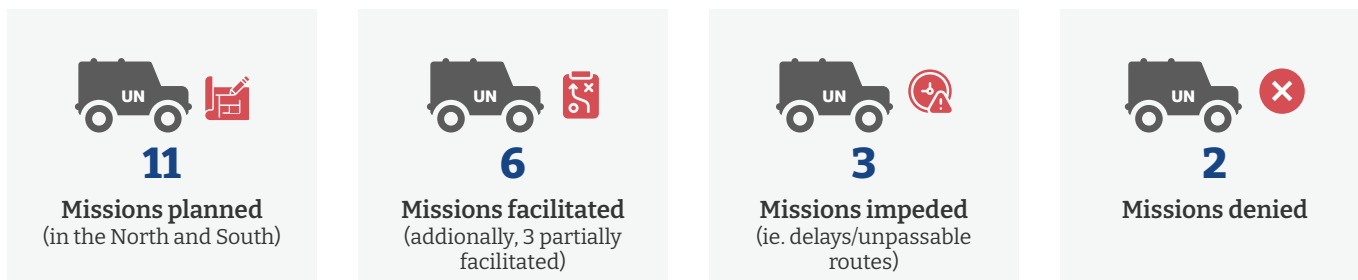 UN
11
Missions planned
(in the North and South)
UN
6
Missions facilitated
(addionally, 3 partially
facilitated)
UN
3
Missions impeded
(ie. delays/unpassable
routes)
UN
2
Missions denied